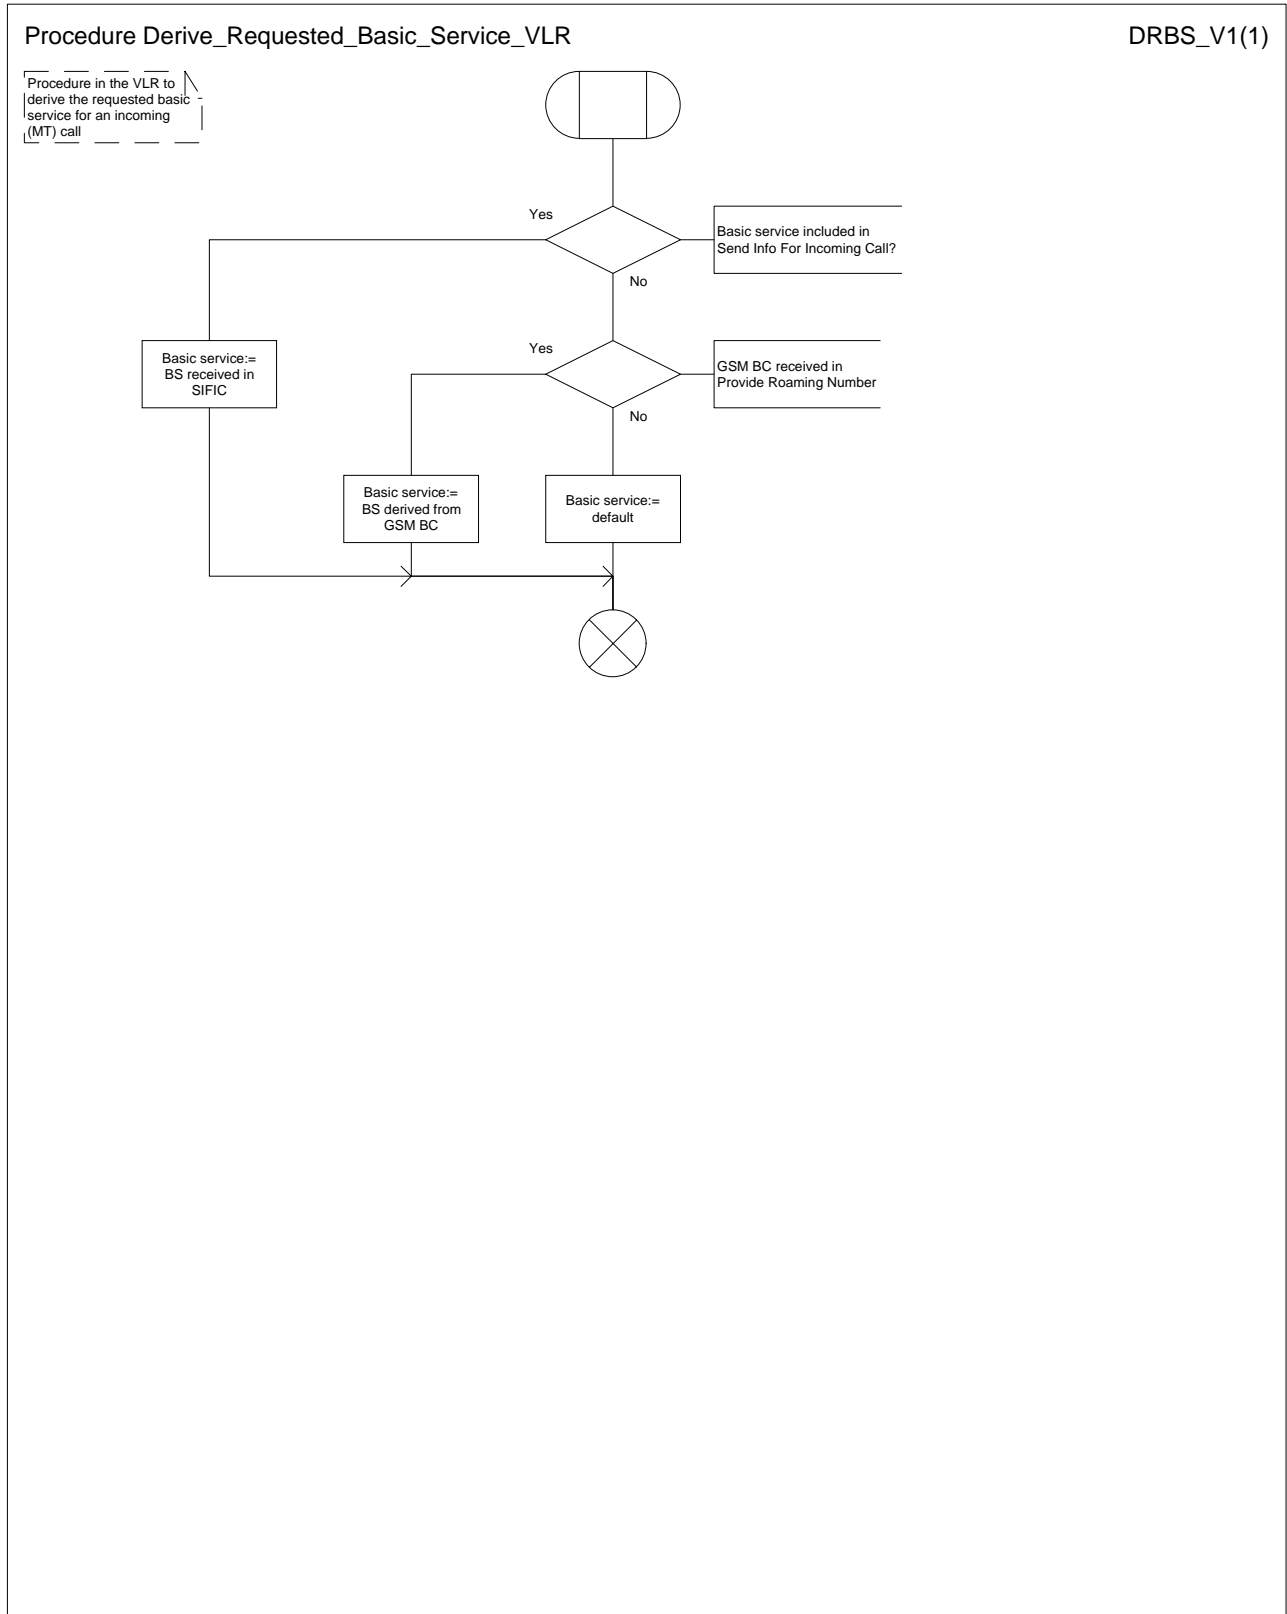 Procedure Derive_Requested_Basic_Service_VLR
DRBS_V1(1)
Procedure in the VLR to
derive the requested basic
service for an incoming
(MT) call
Yes
Basic service included in
Send Info For Incoming Call?
No
Yes
GSM BC received in
Provide Roaming Number
No
Basic service:=
BS received in
SIFIC
Basic service:=
BS derived from
GSM BC
Basic service:=
default